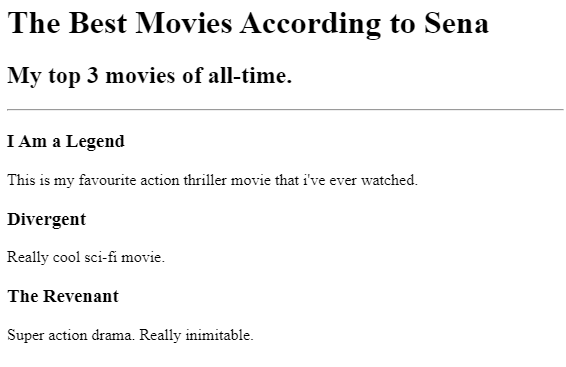 The Best Movies According to Sena
My top 3 movies of all-time.
I Am a Legend
This is my favourite action thriller movie that i've ever watched.
Divergent
Really cool sci-fi movie.
The Revenant
Super action drama. Really inimitable.